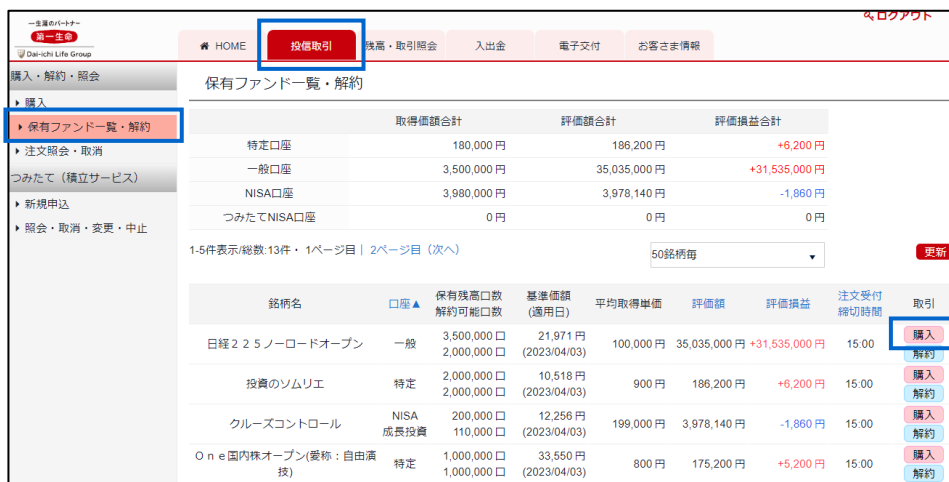 ログアウト
一生涯のパートナー
第一生命
Dai-ichi Life Group
HOME 投信取引 残高・取引照会 入出金 電子交付 お客さま情報
購入・解約・照会
購入
保有ファンド一覧・解約
注文照会・取消
つみたて（積立サービス）
新規申込
照会・取消・変更・中止
保有ファンド一覧・解約
取得価額合計 評価額合計 評価損益合計
特定口座 180,000 円 186,200 円 +6,200 円
一般口座 3,500,000 円 35,035,000 円 +31,535,000 円
NISA口座 3,980,000 円 3,978,140 円 -1,860 円
つみたてNISA口座 0 円 0 円 0 円
1-5件表示/総数:13件・ 1ページ目｜ 2ページ目（次へ） 50銘柄毎 ▼ 更新
銘柄名 口座▲ 保有残高口数 基準価額 平均取得単価 評価額 評価損益 注文受付 取引
解約可能口数 (適用日) 締切時間
日経２２５ノーロードオープン 一般 3,500,000 口 21,971 円 100,000 円 35,035,000 円 +31,535,000 円 15:00 購入
2,000,000 口 (2023/04/03) 解約
投資のソムリエ 特定 2,000,000 口 10,518 円 900 円 186,200 円 +6,200 円 15:00 購入
2,000,000 口 (2023/04/03) 解約
クルーズコントロール NISA 200,000 口 12,256 円 199,000 円 3,978,140 円 -1,860 円 15:00 購入
成長投資 110,000 口 (2023/04/03) 解約
Ｏｎｅ国内株オープン(愛称：自由演 特定 1,000,000 口 33,550 円 800 円 175,200 円 +5,200 円 15:00 購入
技) 1,000,000 口 (2023/04/03) 解約